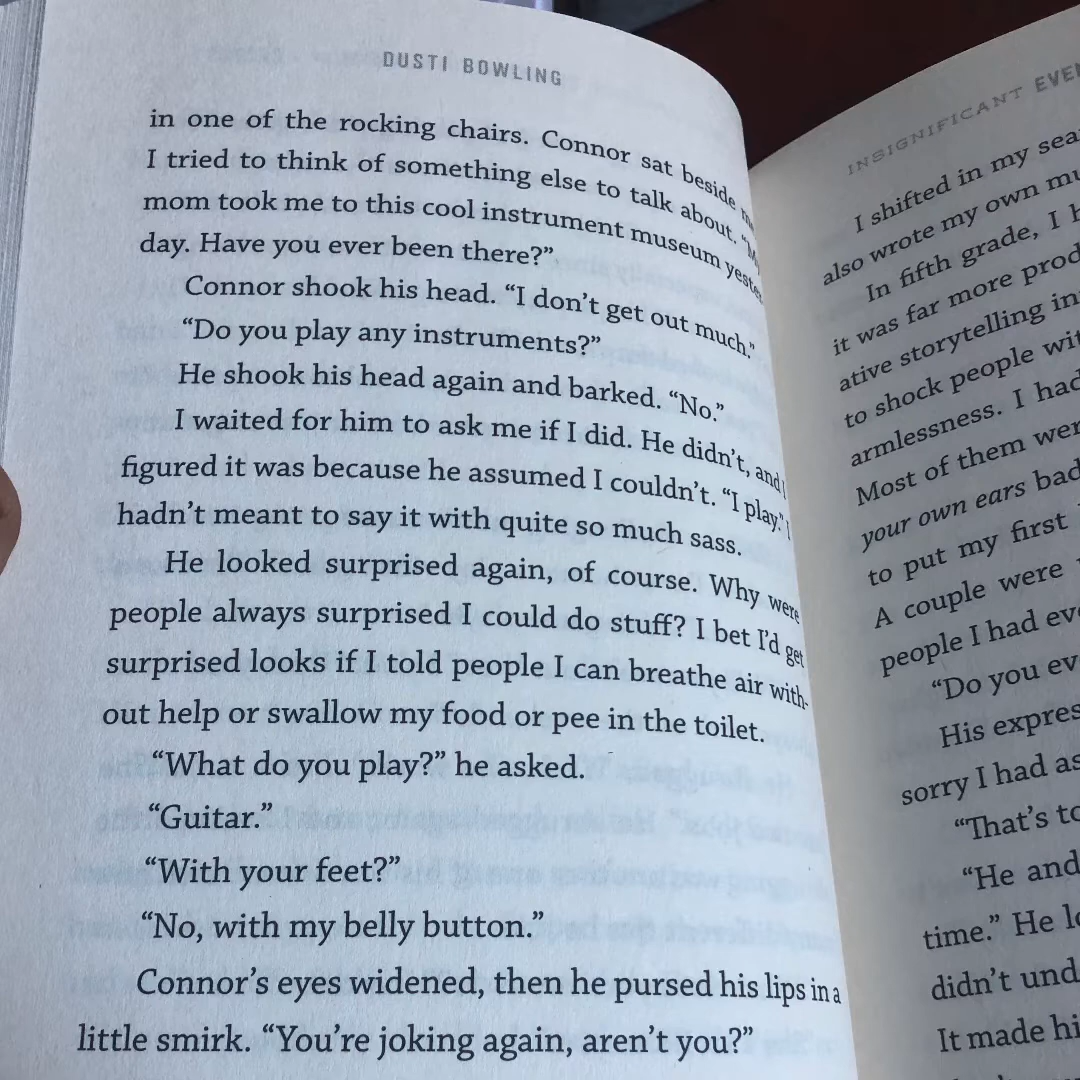 DUSTI BOWLING
in one of the rocking chairs. Connor sat beside
I tried to think of something else to talk about.
mom took me to this cool instrument museum yester
day. Have you ever been there?”
Connor shook his head. “I don’t get out much.”
“Do you play any instruments?”
He shook his head again and barked. “No.”
I waited for him to ask me if I did. He didn’t, and I
figured it was because he assumed I couldn’t. “I play.” I
hadn’t meant to say it with quite so much sass.
He looked surprised again, of course. Why were
people always surprised I could do stuff? I bet I’d get
surprised looks if I told people I can breathe air with-
out help or swallow my food or pee in the toilet.
“What do you play?” he asked.
“Guitar.”
“With your feet?”
“No, with my belly button.”
Connor’s eyes widened, then he pursed his lips in a
little smirk. “You’re joking again, aren’t you?”
INSIGNIFICANT
I shifted in my
also wrote my own
In fifth grade, I
it was far more
ative storytelling
to shock people
armlessness. I had
Most of them
your own ears bad
to put my first
A couple were
people I had
“Do you
His
sorry I had
“That’s
“He and
time.” He
didn’t
It made